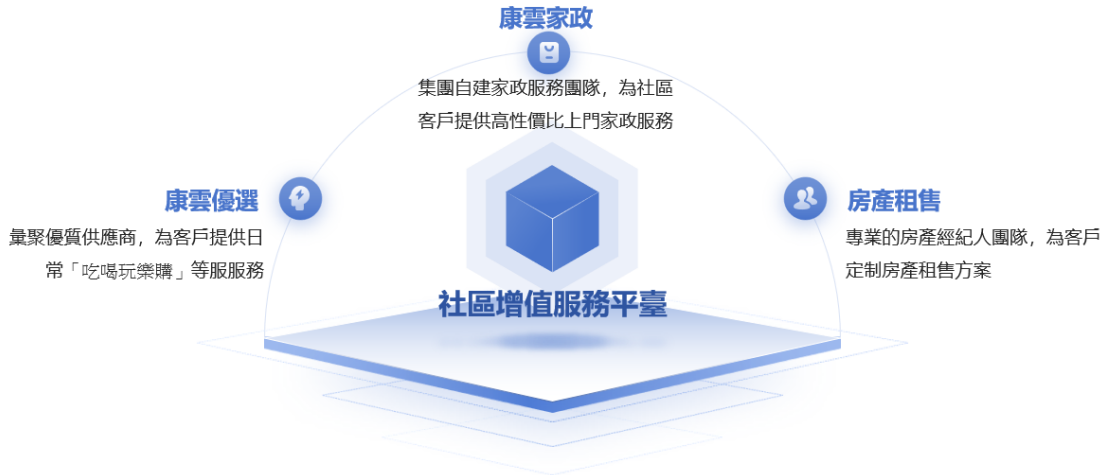 康雲家政
集團自建家政服務團隊，為社區
客戶提供高性價比上門家政服務
康雲優選
彙聚優質供應商，為客戶提供日
常「吃喝玩樂購」等服服務
房產租售
專業的房產經紀人團隊，為客戶
定制房產租售方案
社區增值服務平臺